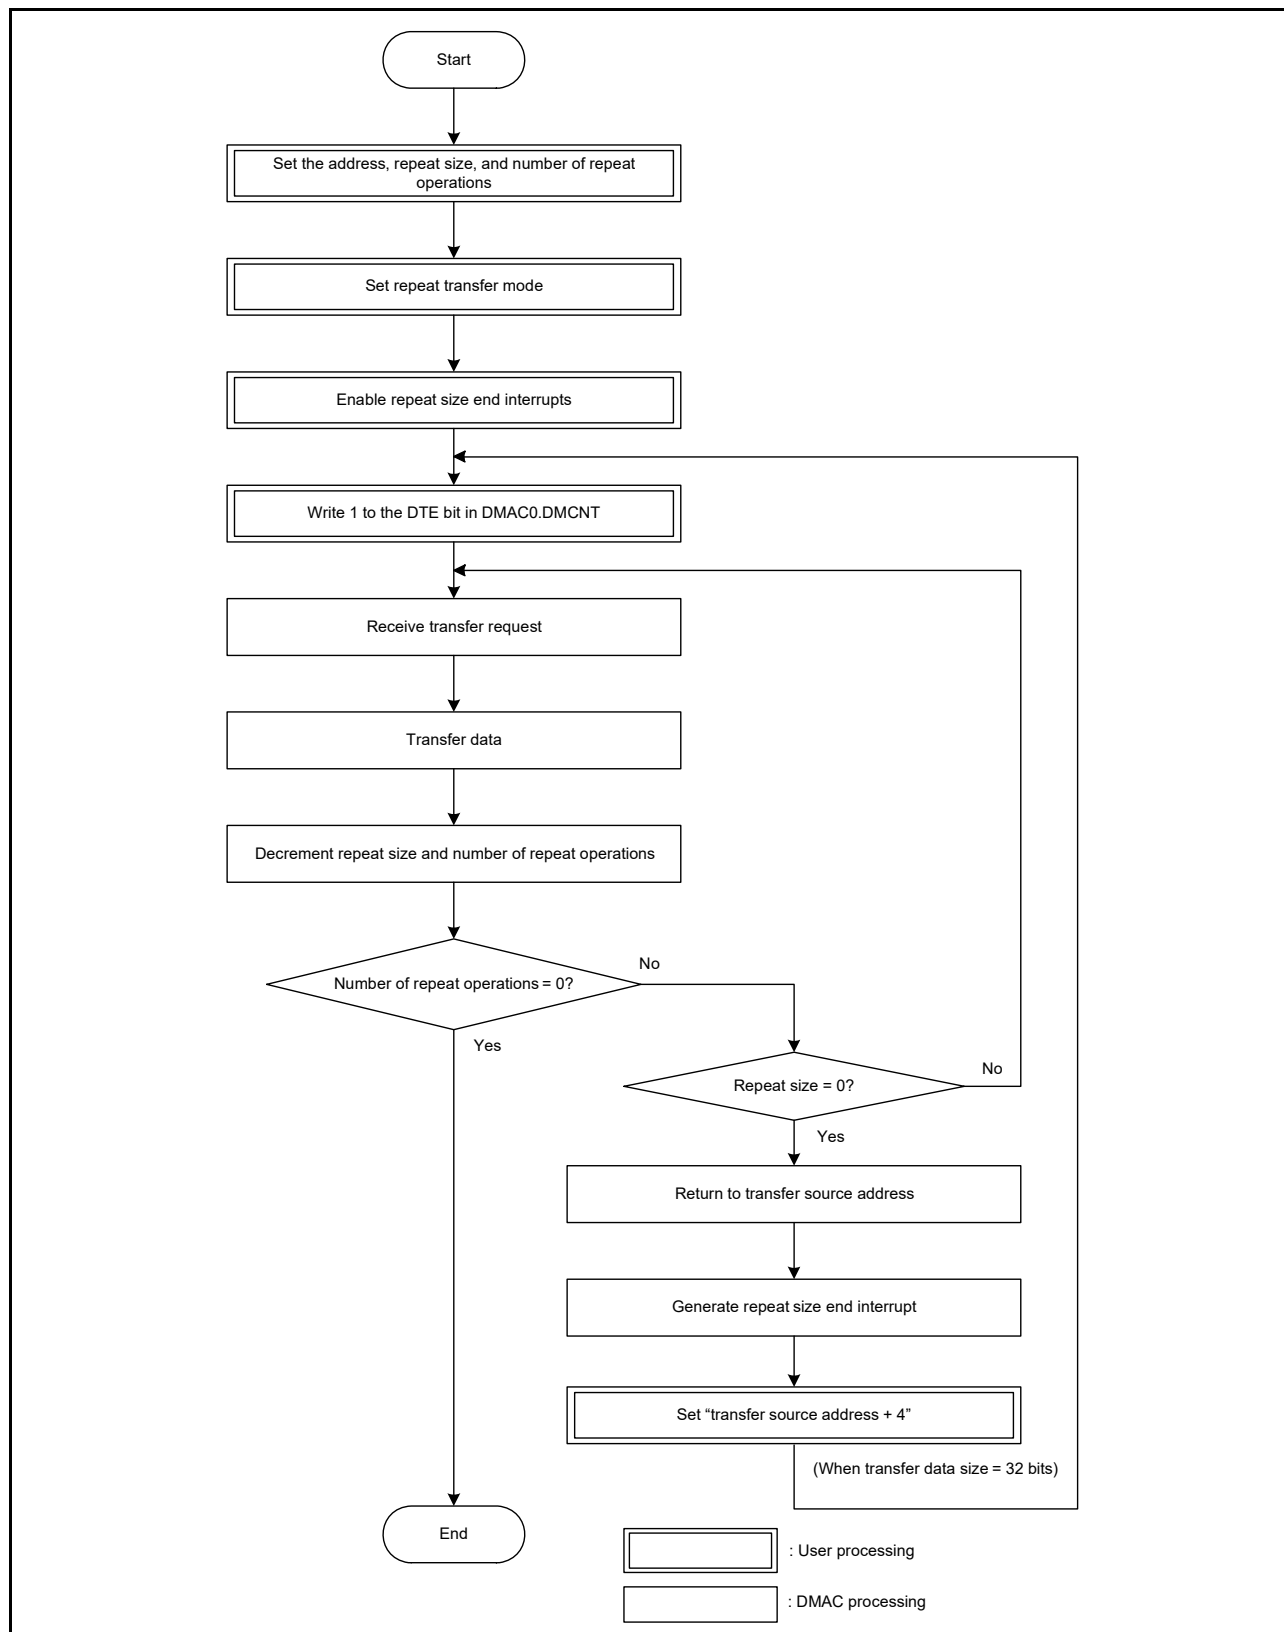 Start
Set the address, repeat size, and number of repeat
operations
Set repeat transfer mode
Enable repeat size end interrupts
Write 1 to the DTE bit in DMAC0.DMCNT
Receive transfer request
Transfer data
Decrement repeat size and number of repeat operations
Number of repeat operations = 0?
No
Yes
Repeat size = 0?
No
Yes
Return to transfer source address
Generate repeat size end interrupt
Set “transfer source address + 4”
(When transfer data size = 32 bits)
End
: User processing
: DMAC processing